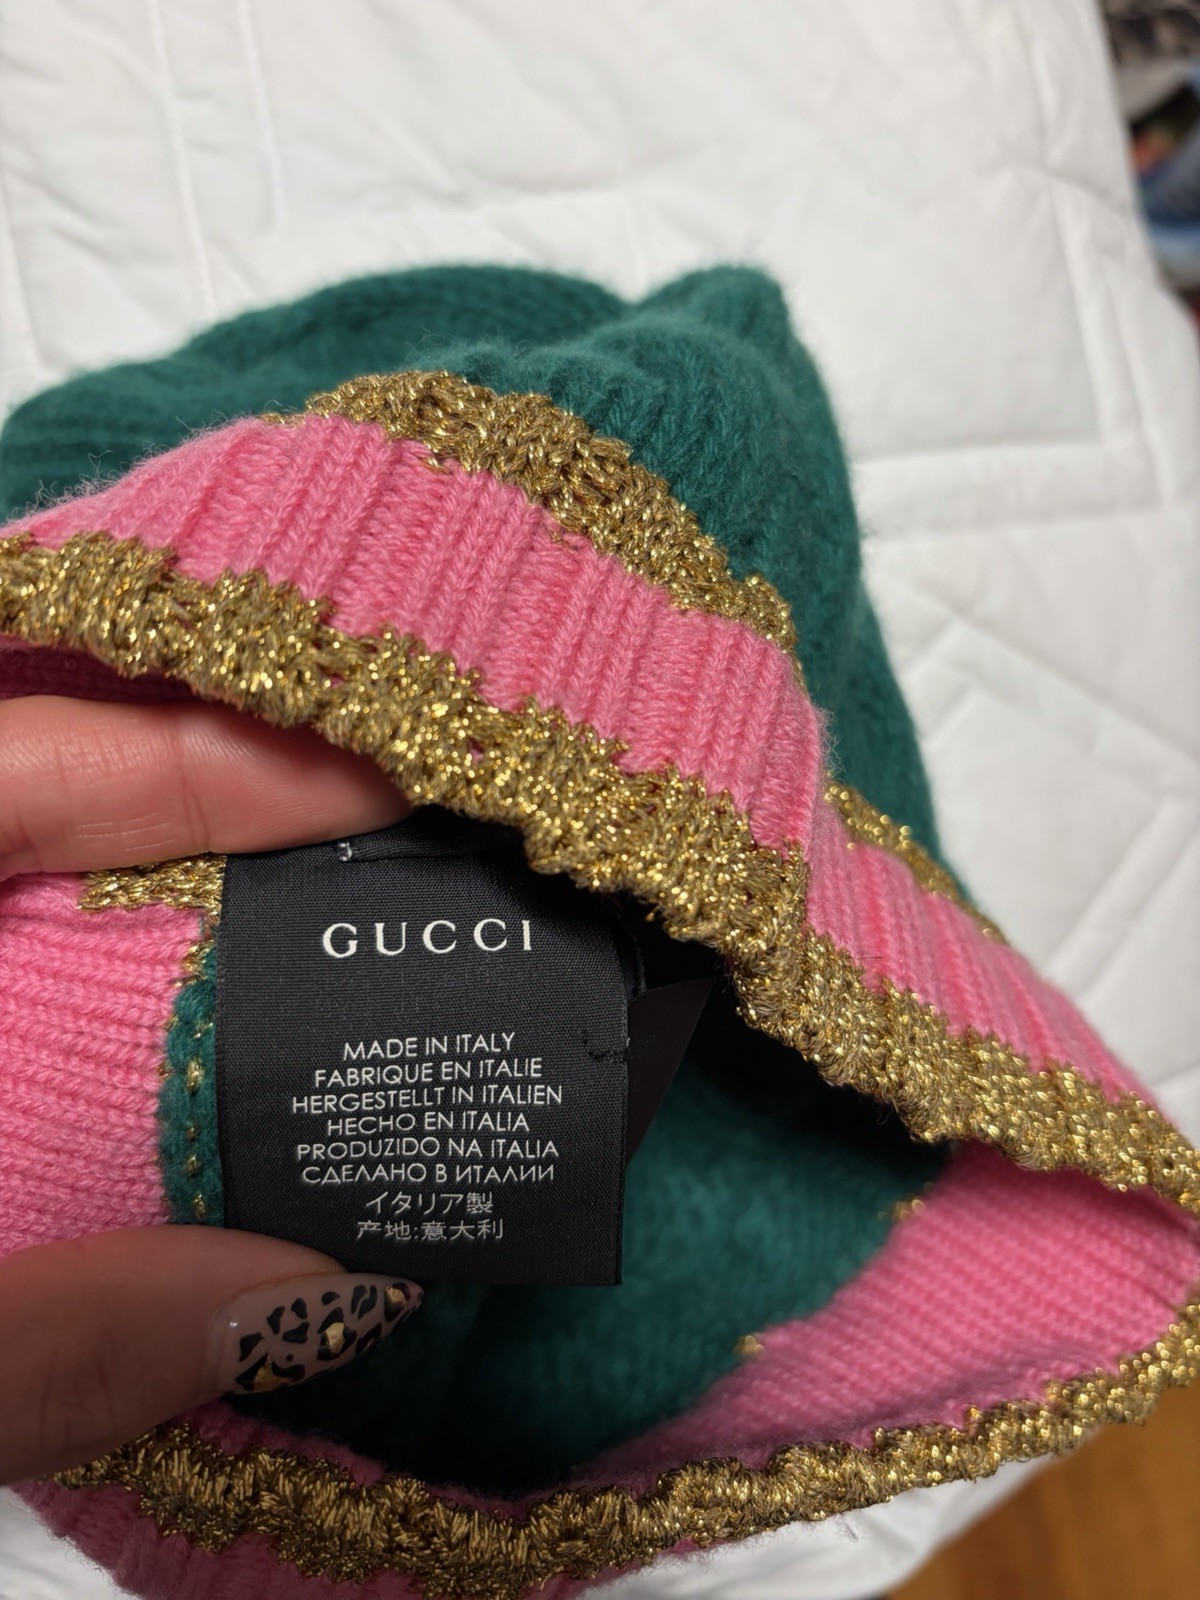 GUCCI
MADE IN ITALY
FABRIQUE EN ITALIE
HERGESTELLT IN ITALIEN
HECHO EN ITALIA
PRODUZIDO NA ITALIA
СДЕЛАНО В ИТАЛИИ
イタリア製
产地:意大利